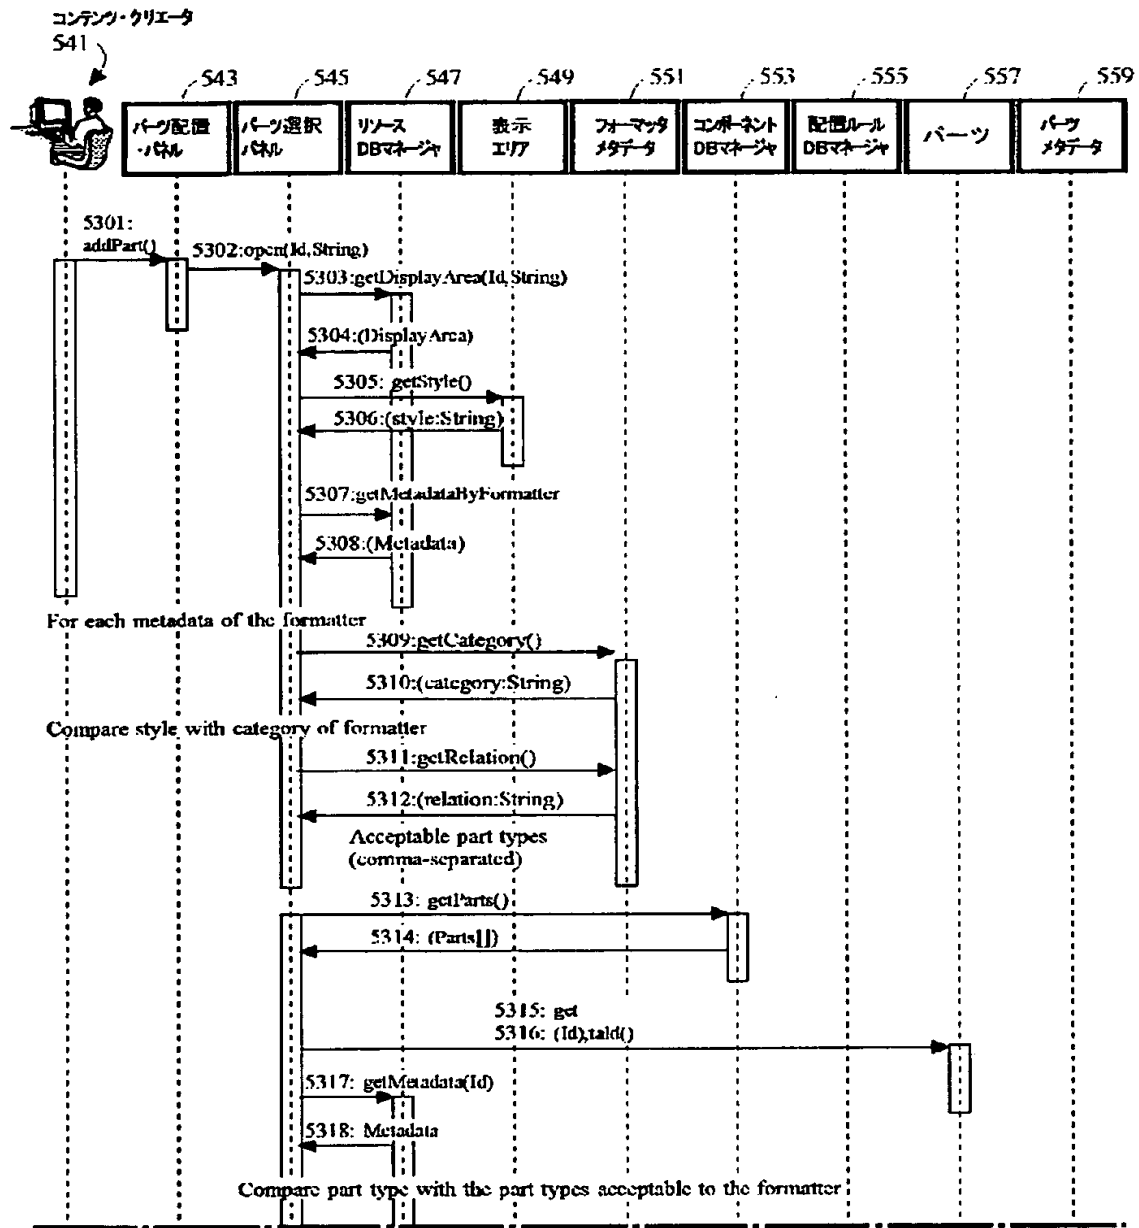 コンテンツ・クリエータ
541
543
545
547
549
551
553
555
557
559
パーツ配置
・パネル
パーツ選択
パネル
リソース
DBマネージャ
表示
エリア
フォーマッタ
メタデータ
コンポーネント
DBマネージャ
配置ルール
DBマネージャ
パーツ
パーツ
メタデータ
5301:
addPart()
5302:open(Id,String)
5303:getDisplayArea(Id,String)
5304:(DisplayArea)
5305: getStyle()
5306:(style:String)
5307:getMetadataByFormatter
5308:(Metadata)
For each metadata of the formatter
5309:getCategory()
5310:(category:String)
Compare style with category of formatter
5311:getRelation()
5312:(relation:String)
Acceptable part types
(comma-separated)
5313: getParts()
5314: (Parts[])
5315: get
5316: (Id),taId()
5317: getMetadata(Id)
5318: Metadata
Compare part type with the part types acceptable to the formatter